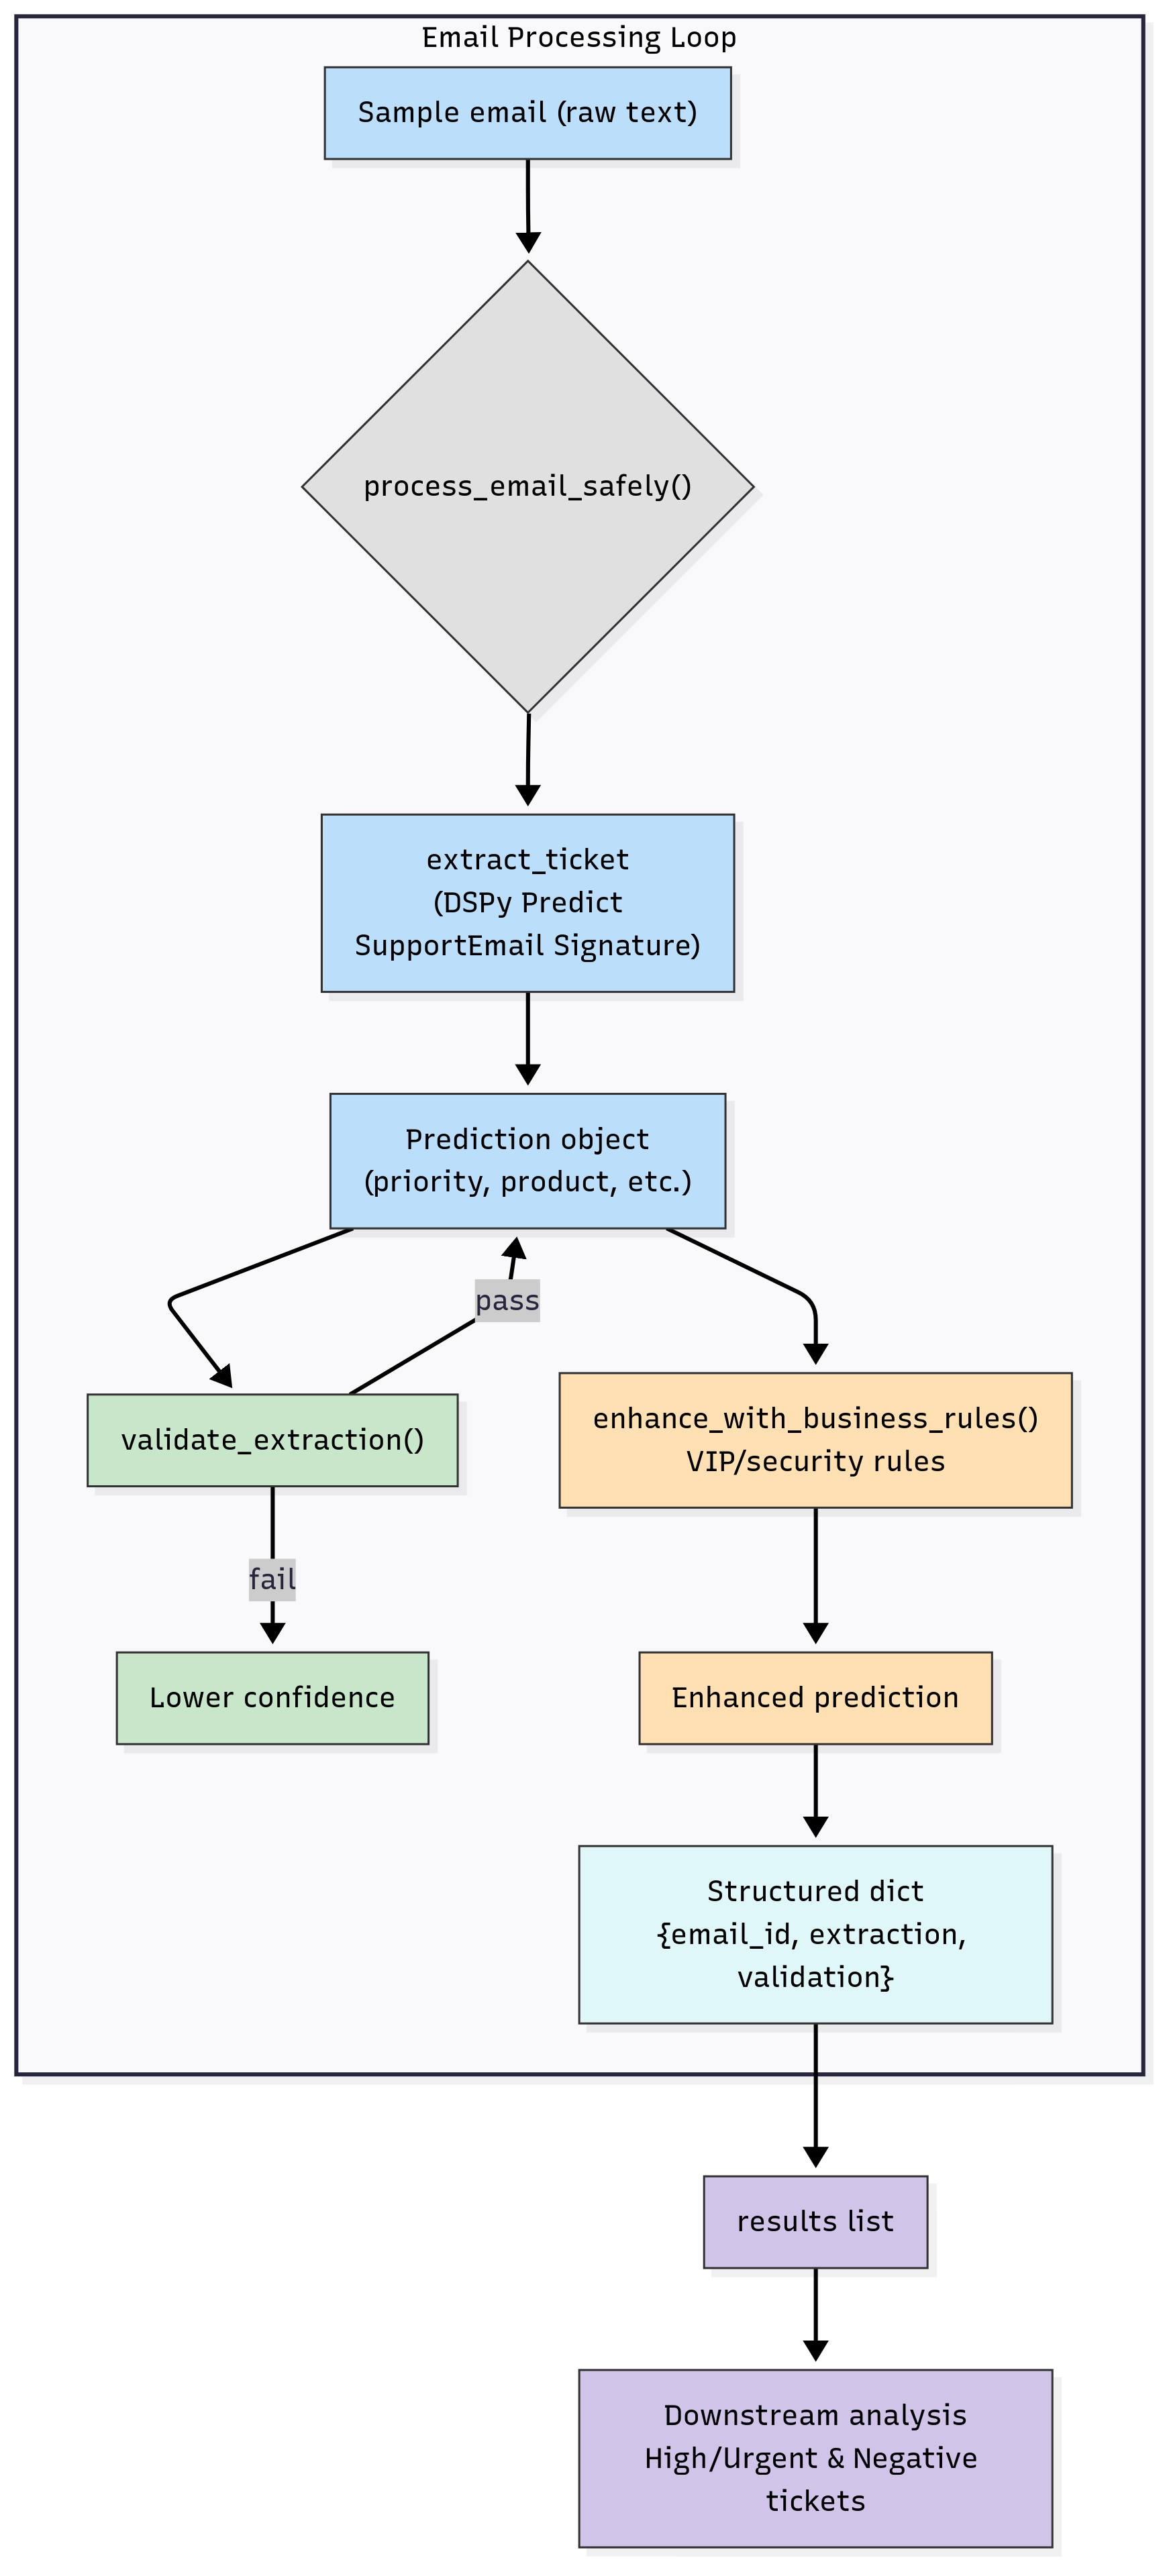 Email Processing Loop
Sample email (raw text)
process_email_safely()
extract_ticket
(DSPy Predict
SupportEmail Signature)
Prediction object
(priority, product, etc.)
pass
validate_extraction()
enhance_with_business_rules()
VIP/security rules
fail
Lower confidence
Enhanced prediction
Structured dict
{email_id, extraction,
validation}
results list
Downstream analysis
High/Urgent & Negative
tickets